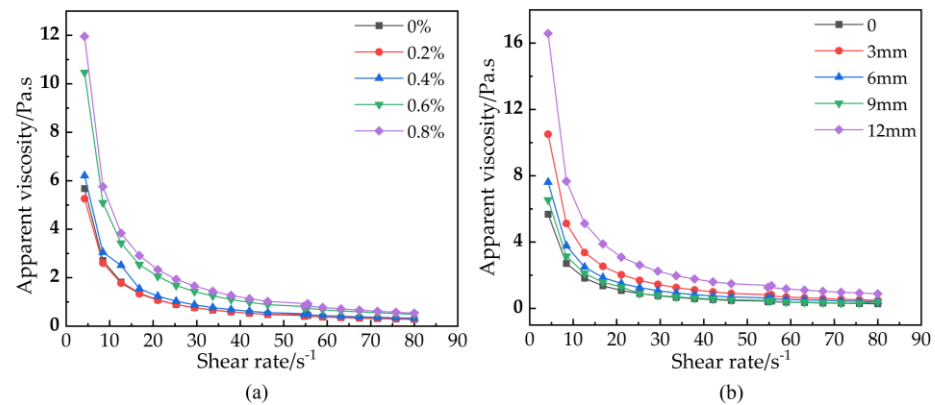 0%
0.2%
0.4%
0.6%
0.8%
12
10
8
6
4
2
0
0 10 20 30 40 50 60 70 80 90
Apparent viscosity/Pa.s
Shear rate/s-1
(a)
0
3mm
6mm
9mm
12mm
16
12
8
4
0
0 10 20 30 40 50 60 70 80 90
Apparent viscosity/Pa.s
Shear rate/s-1
(b)